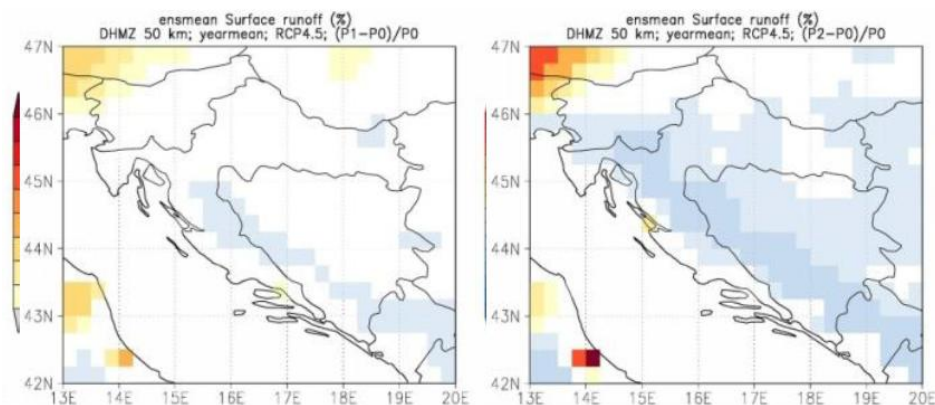 ensmean Surface runoff (%)
DHMZ 50 km; yearmean; RCP4.5; (P1-P0)/P0
47N
46N
45N
44N
43N
42N
13E 14E 15E 16E 17E 18E 19E 20E
ensmean Surface runoff (%)
DHMZ 50 km; yearmean; RCP4.5; (P2-P0)/P0
47N
46N
45N
44N
43N
42N
13E 14E 15E 16E 17E 18E 19E 20E